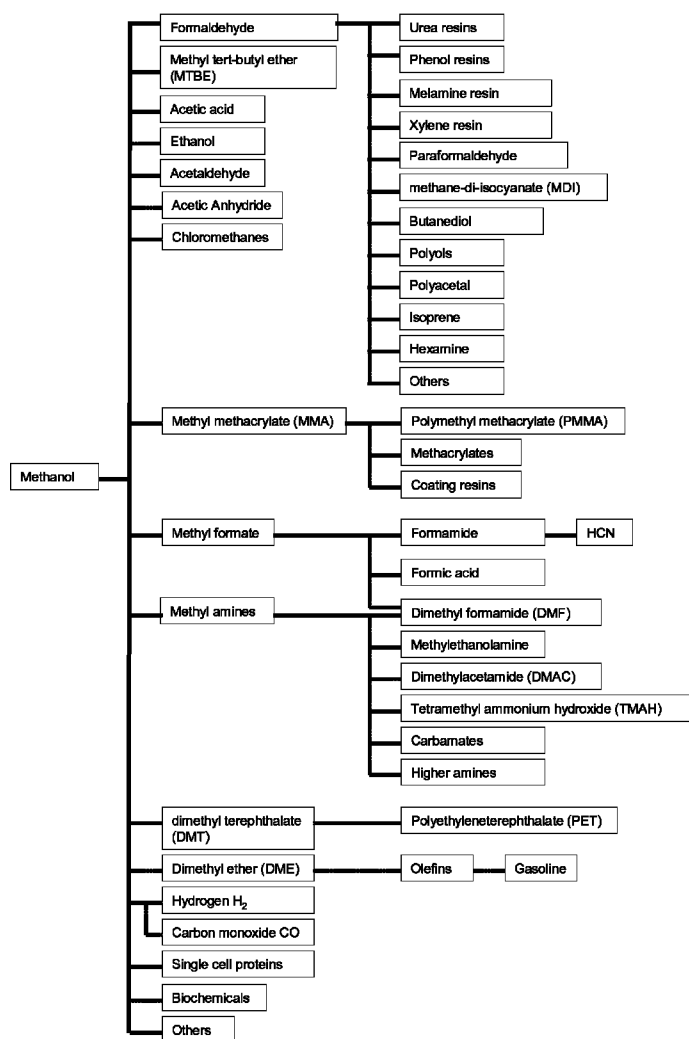 Formaldehyde
Urea resins
Methyl tert-butyl ether
(MTBE)
Phenol resins
Melamine resin
Acetic acid
Xylene resin
Ethanol
Paraformaldehyde
Acetaldehyde
methane-di-isocyanate (MDI)
Acetic Anhydride
Butanediol
Chloromethanes
Polyols
Polyacetal
Isoprene
Hexamine
Others
Methyl methacrylate (MMA)
Polymethyl methacrylate (PMMA)
Methacrylates
Methanol
Coating resins
Methyl formate
Formamide
HCN
Formic acid
Methyl amines
Dimethyl formamide (DMF)
Methylethanolamine
Dimethylacetamide (DMAC)
Tetramethyl ammonium hydroxide (TMAH)
Carbamates
Higher amines
dimethyl terephthalate
(DMT)
Polyethyleneterephthalate (PET)
Dimethyl ether (DME)
Olefins
Gasoline
Hydrogen H₂
Carbon monoxide CO
Single cell proteins
Biochemicals
Others